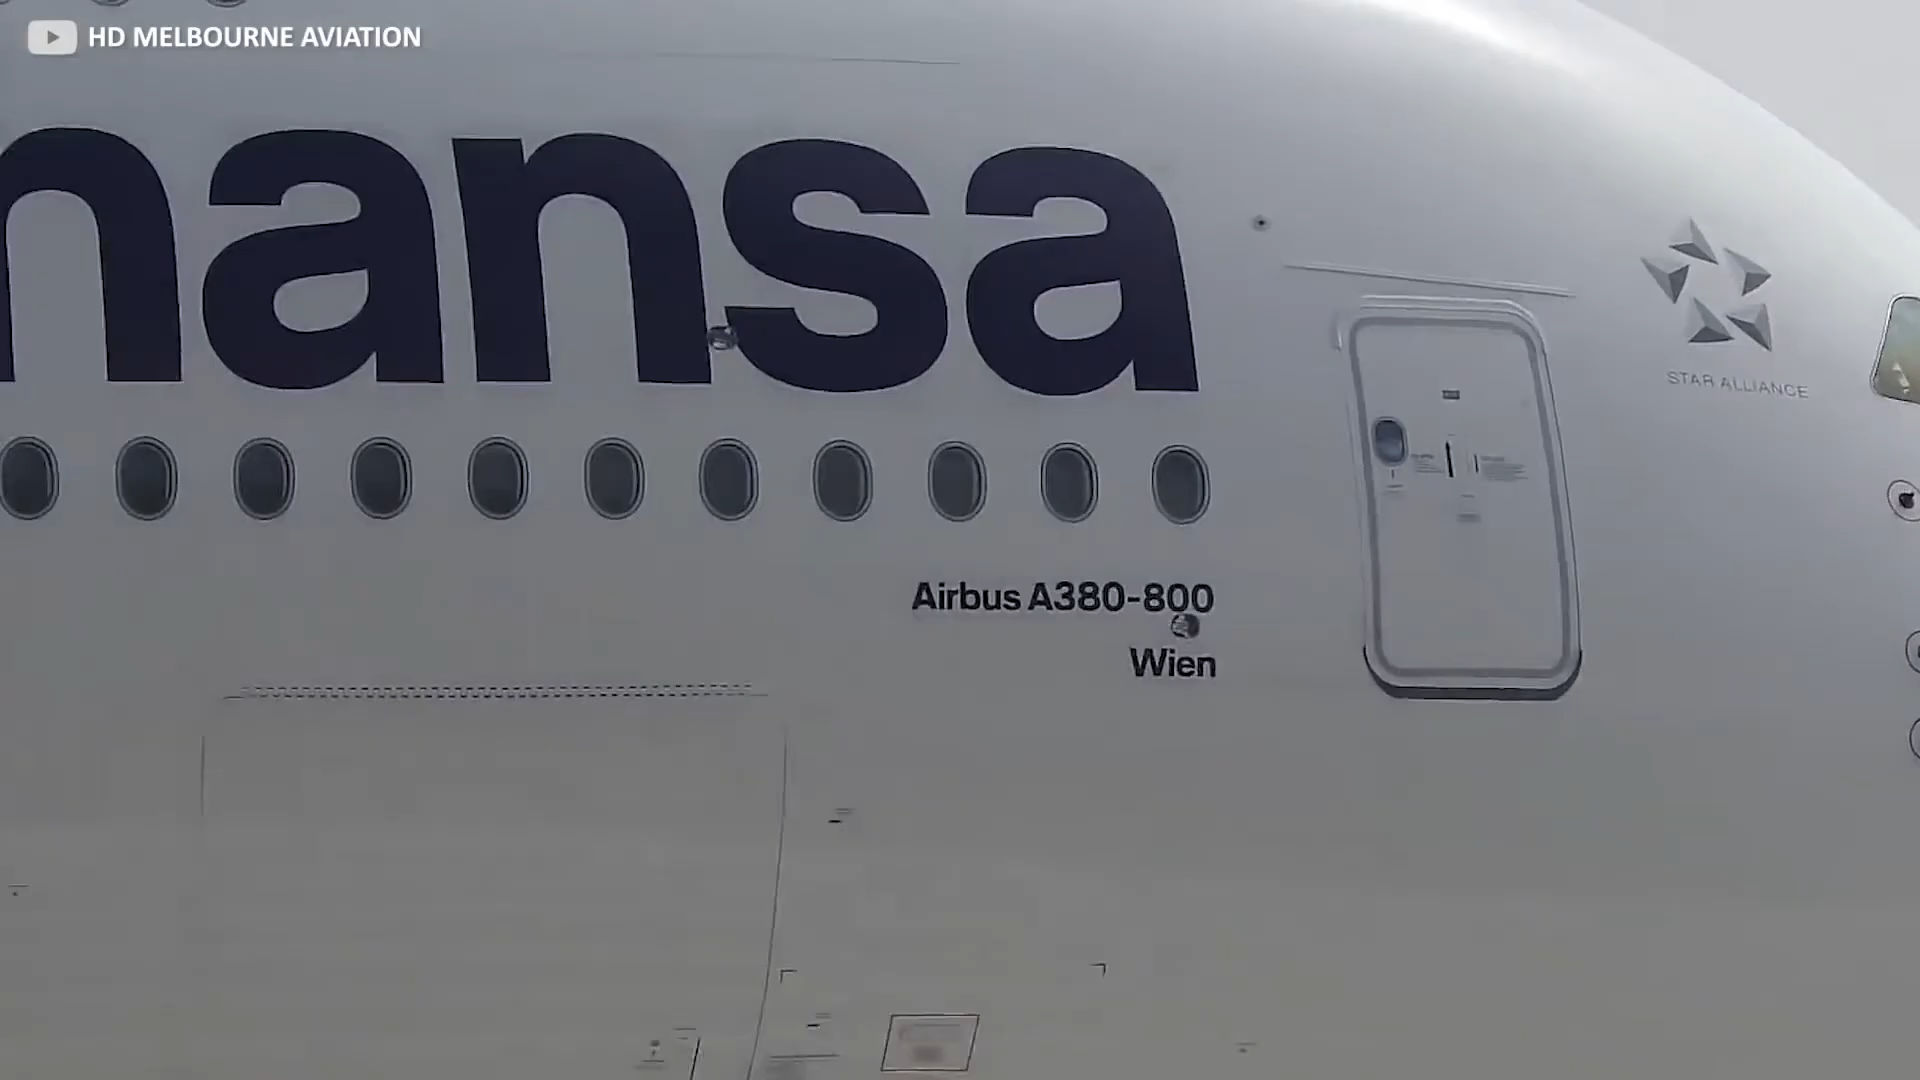 HD MELBOURNE AVIATION
nansa
STAR ALLIANCE
Airbus A380-800
Wien